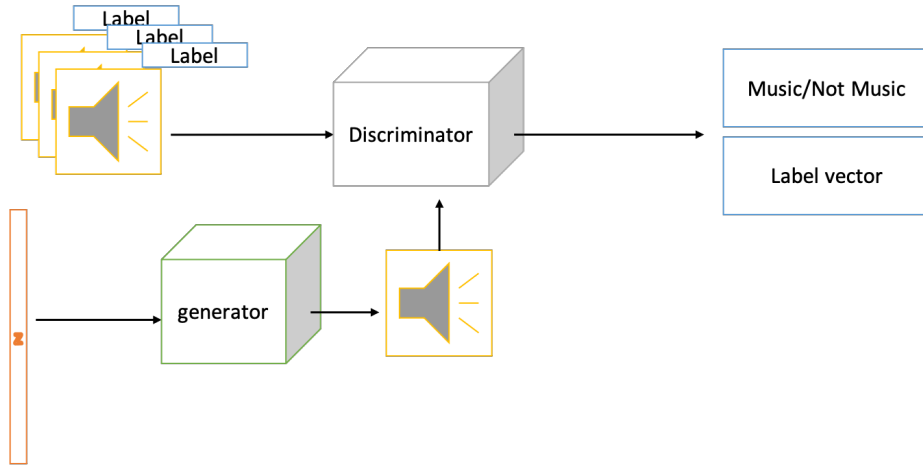 Label
Label
Label
Discriminator
Music/Not Music
Label vector
generator
z